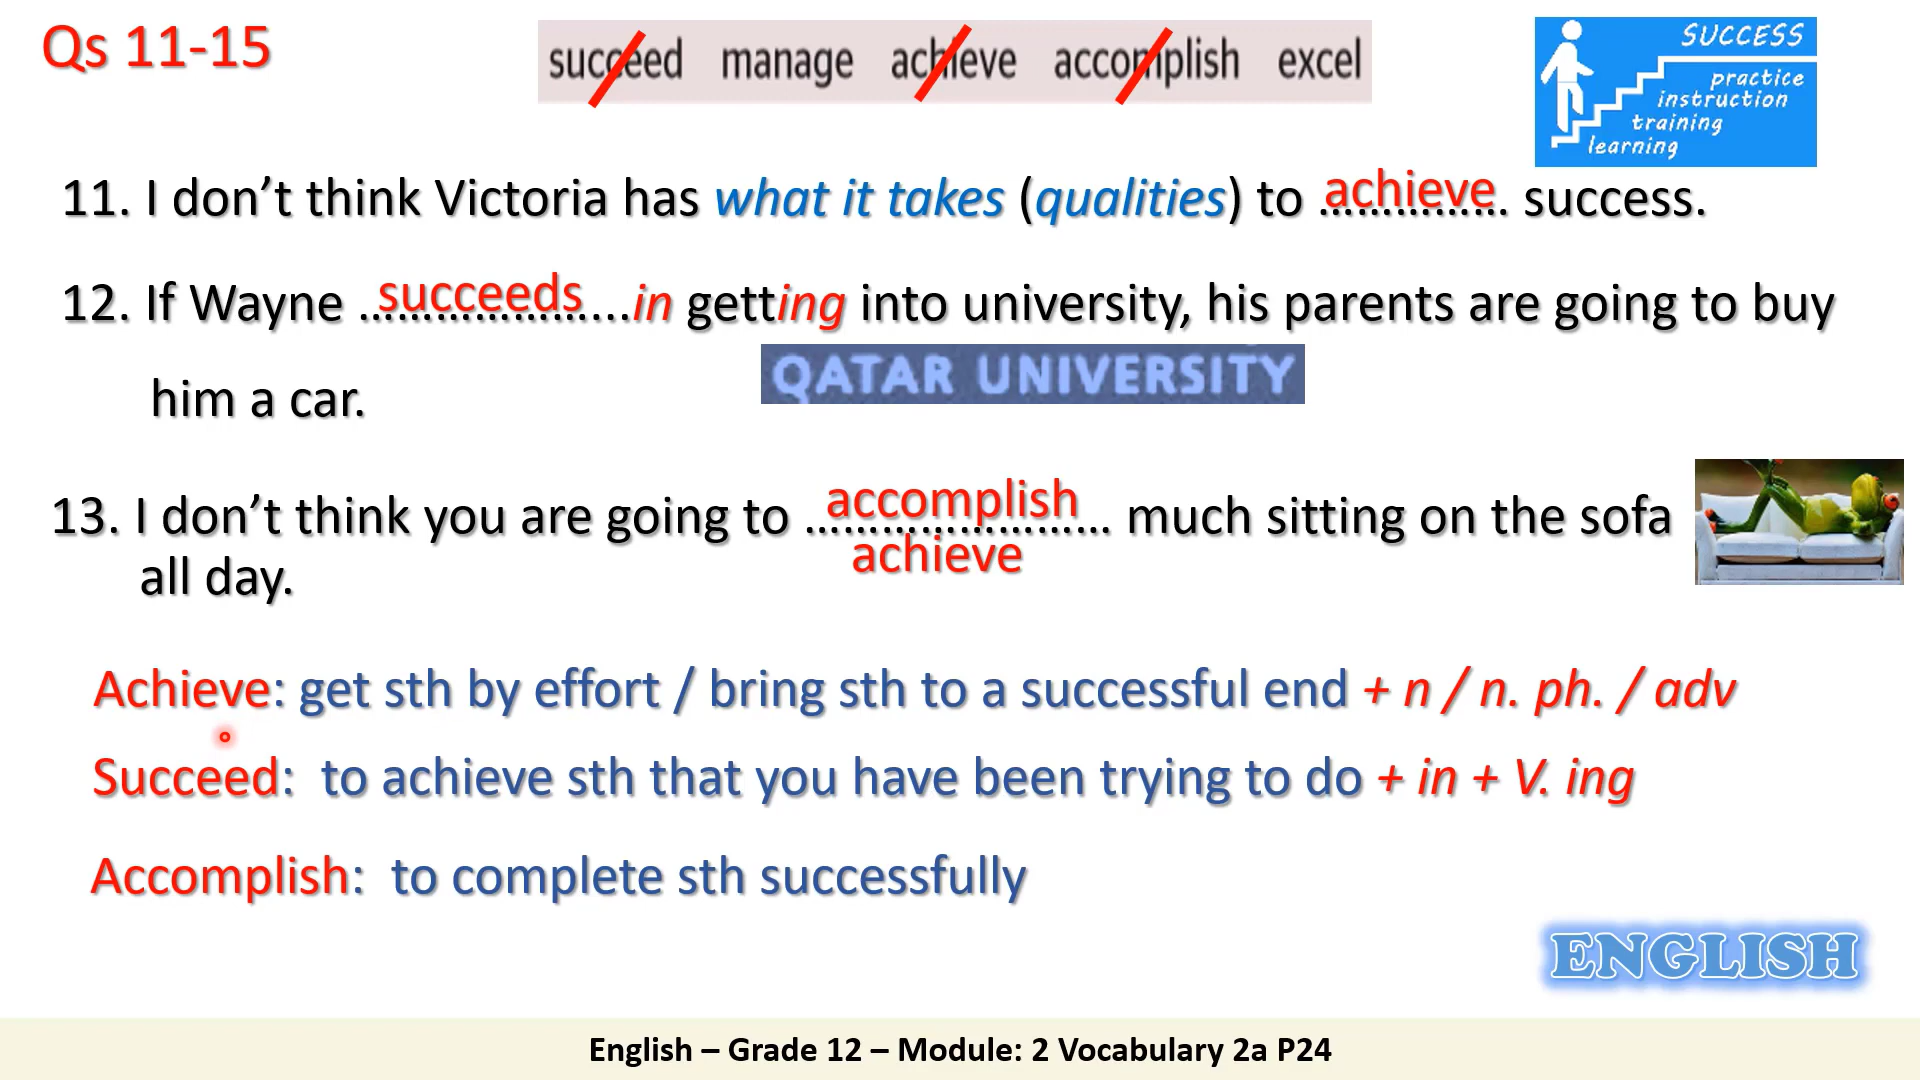 Qs 11-15
succeed manage achieve accomplish excel
SUCCESS
practice
instruction
training
learning
11. I don’t think Victoria has what it takes (qualities) to achieve success.
12. If Wayne ......succeeds......in getting into university, his parents are going to buy
QATAR UNIVERSITY
him a car.
13. I don’t think you are going to accomplish much sitting on the sofa
achieve
all day.
Achieve: get sth by effort / bring sth to a successful end + n / n. ph. / adv
Succeed: to achieve sth that you have been trying to do + in + V. ing
Accomplish: to complete sth successfully
ENGLISH
English – Grade 12 – Module: 2 Vocabulary 2a P24